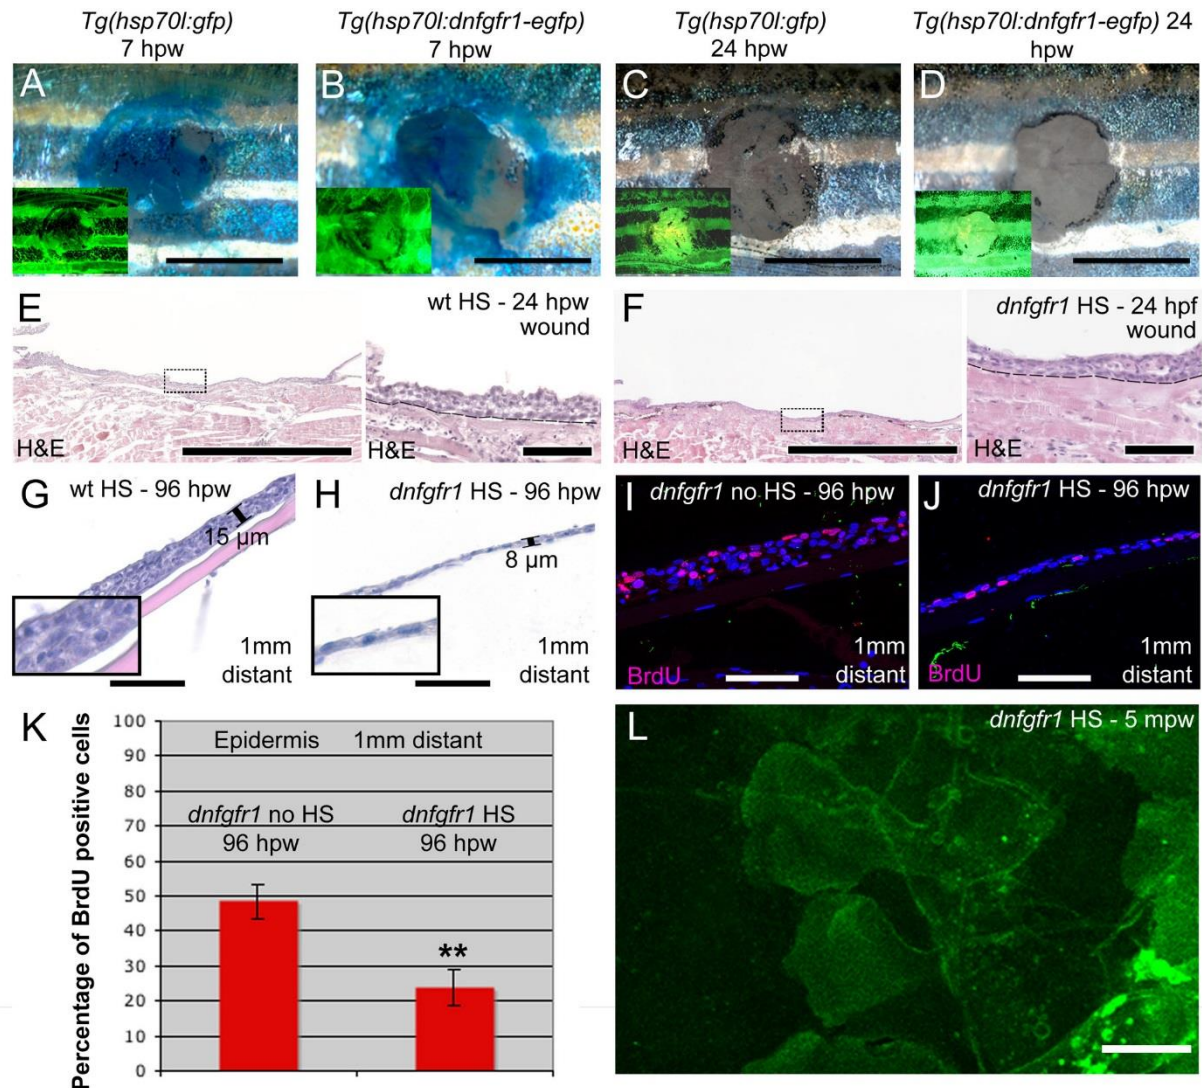 Tg(hsp70l:gfp)
7 hpw
Tg(hsp70l:dnfgfr1-egfp)
7 hpw
Tg(hsp70l:gfp)
24 hpw
Tg(hsp70l:dnfgfr1-egfp) 24
hpw
A
B
C
D
E
wt HS - 24 hpw
wound
H&E
H&E
F
dnfgfr1 HS - 24 hpf
wound
H&E
H&E
G
wt HS - 96 hpw
15 µm
1mm
distant
H
dnfgfr1 HS - 96 hpw
8 µm
1mm
distant
I
dnfgfr1 no HS - 96 hpw
BrdU
1mm
distant
J
dnfgfr1 HS - 96 hpw
BrdU
1mm
distant
K
Percentage of BrdU positive cells
100
90
80
70
60
50
40
30
20
10
0
Epidermis 1mm distant
dnfgfr1 no HS
96 hpw
dnfgfr1 HS
96 hpw
**
L
dnfgfr1 HS - 5 mpw